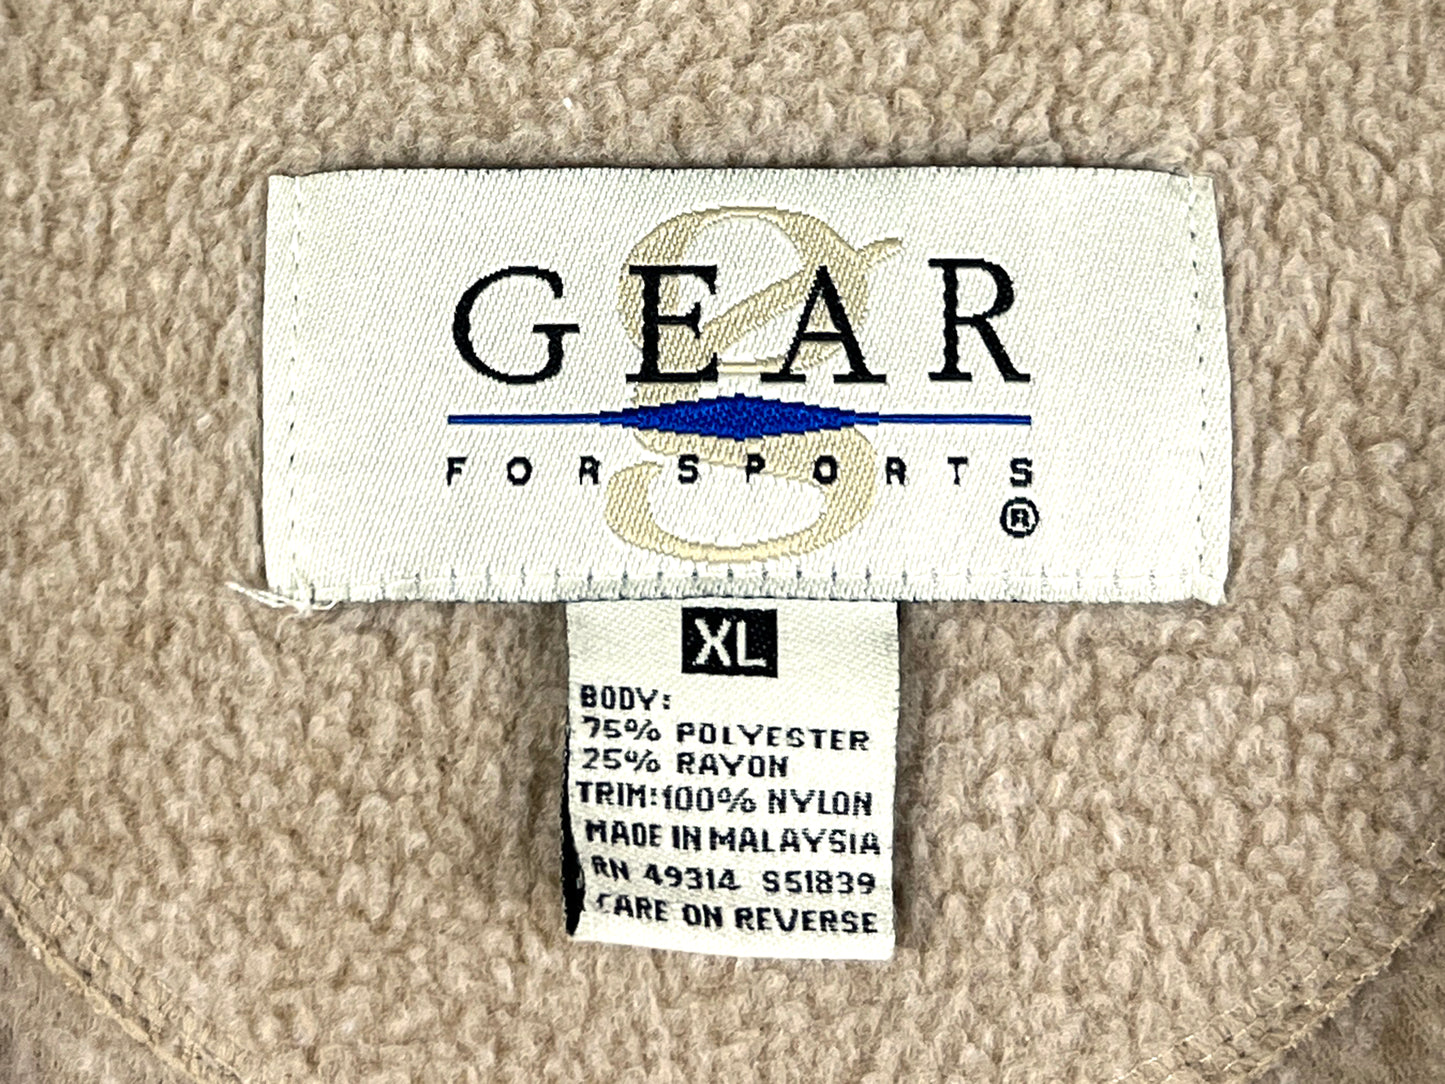 g
GEAR
FOR SPORTS
®
XL
BODY:
75% POLYESTER
25% RAYON
TRIM:100% NYLON
MADE IN MALAYSIA
RN 49314 S51839
CARE ON REVERSE